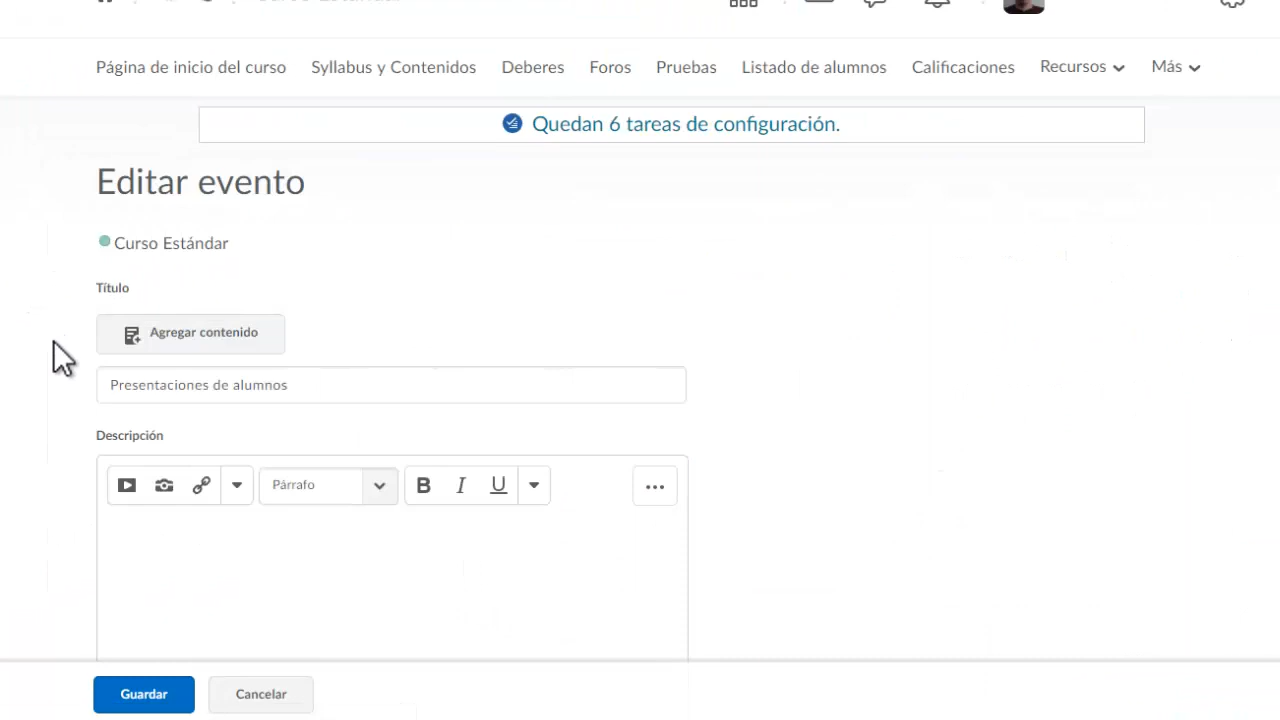 Página de inicio del curso Syllabus y Contenidos Deberes Foros Pruebas Listado de alumnos Calificaciones Recursos Más
Quedan 6 tareas de configuración.
Editar evento
Curso Estándar
Título
Agregar contenido
Presentaciones de alumnos
Descripción
Párrafo B I U
Guardar Cancelar